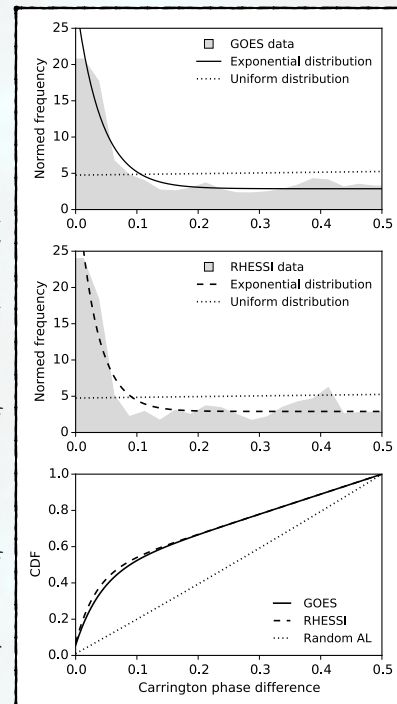 25
20
15
10
5
0
Normed frequency
GOES data
Exponential distribution
Uniform distribution
0.0 0.1 0.2 0.3 0.4 0.5
25
20
15
10
5
0
Normed frequency
RHESSI data
Exponential distribution
Uniform distribution
0.0 0.1 0.2 0.3 0.4 0.5
1.0
0.8
0.6
0.4
0.2
0.0
CDF
GOES
RHESSI
Random AL
0.0 0.1 0.2 0.3 0.4 0.5
Carrington phase difference